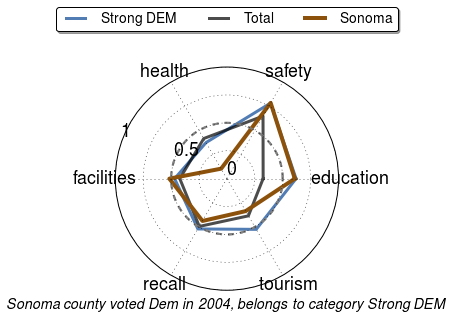 Strong DEM Total Sonoma
health safety
1
0.5
0
facilities education
recall tourism
Sonoma county voted Dem in 2004, belongs to category Strong DEM